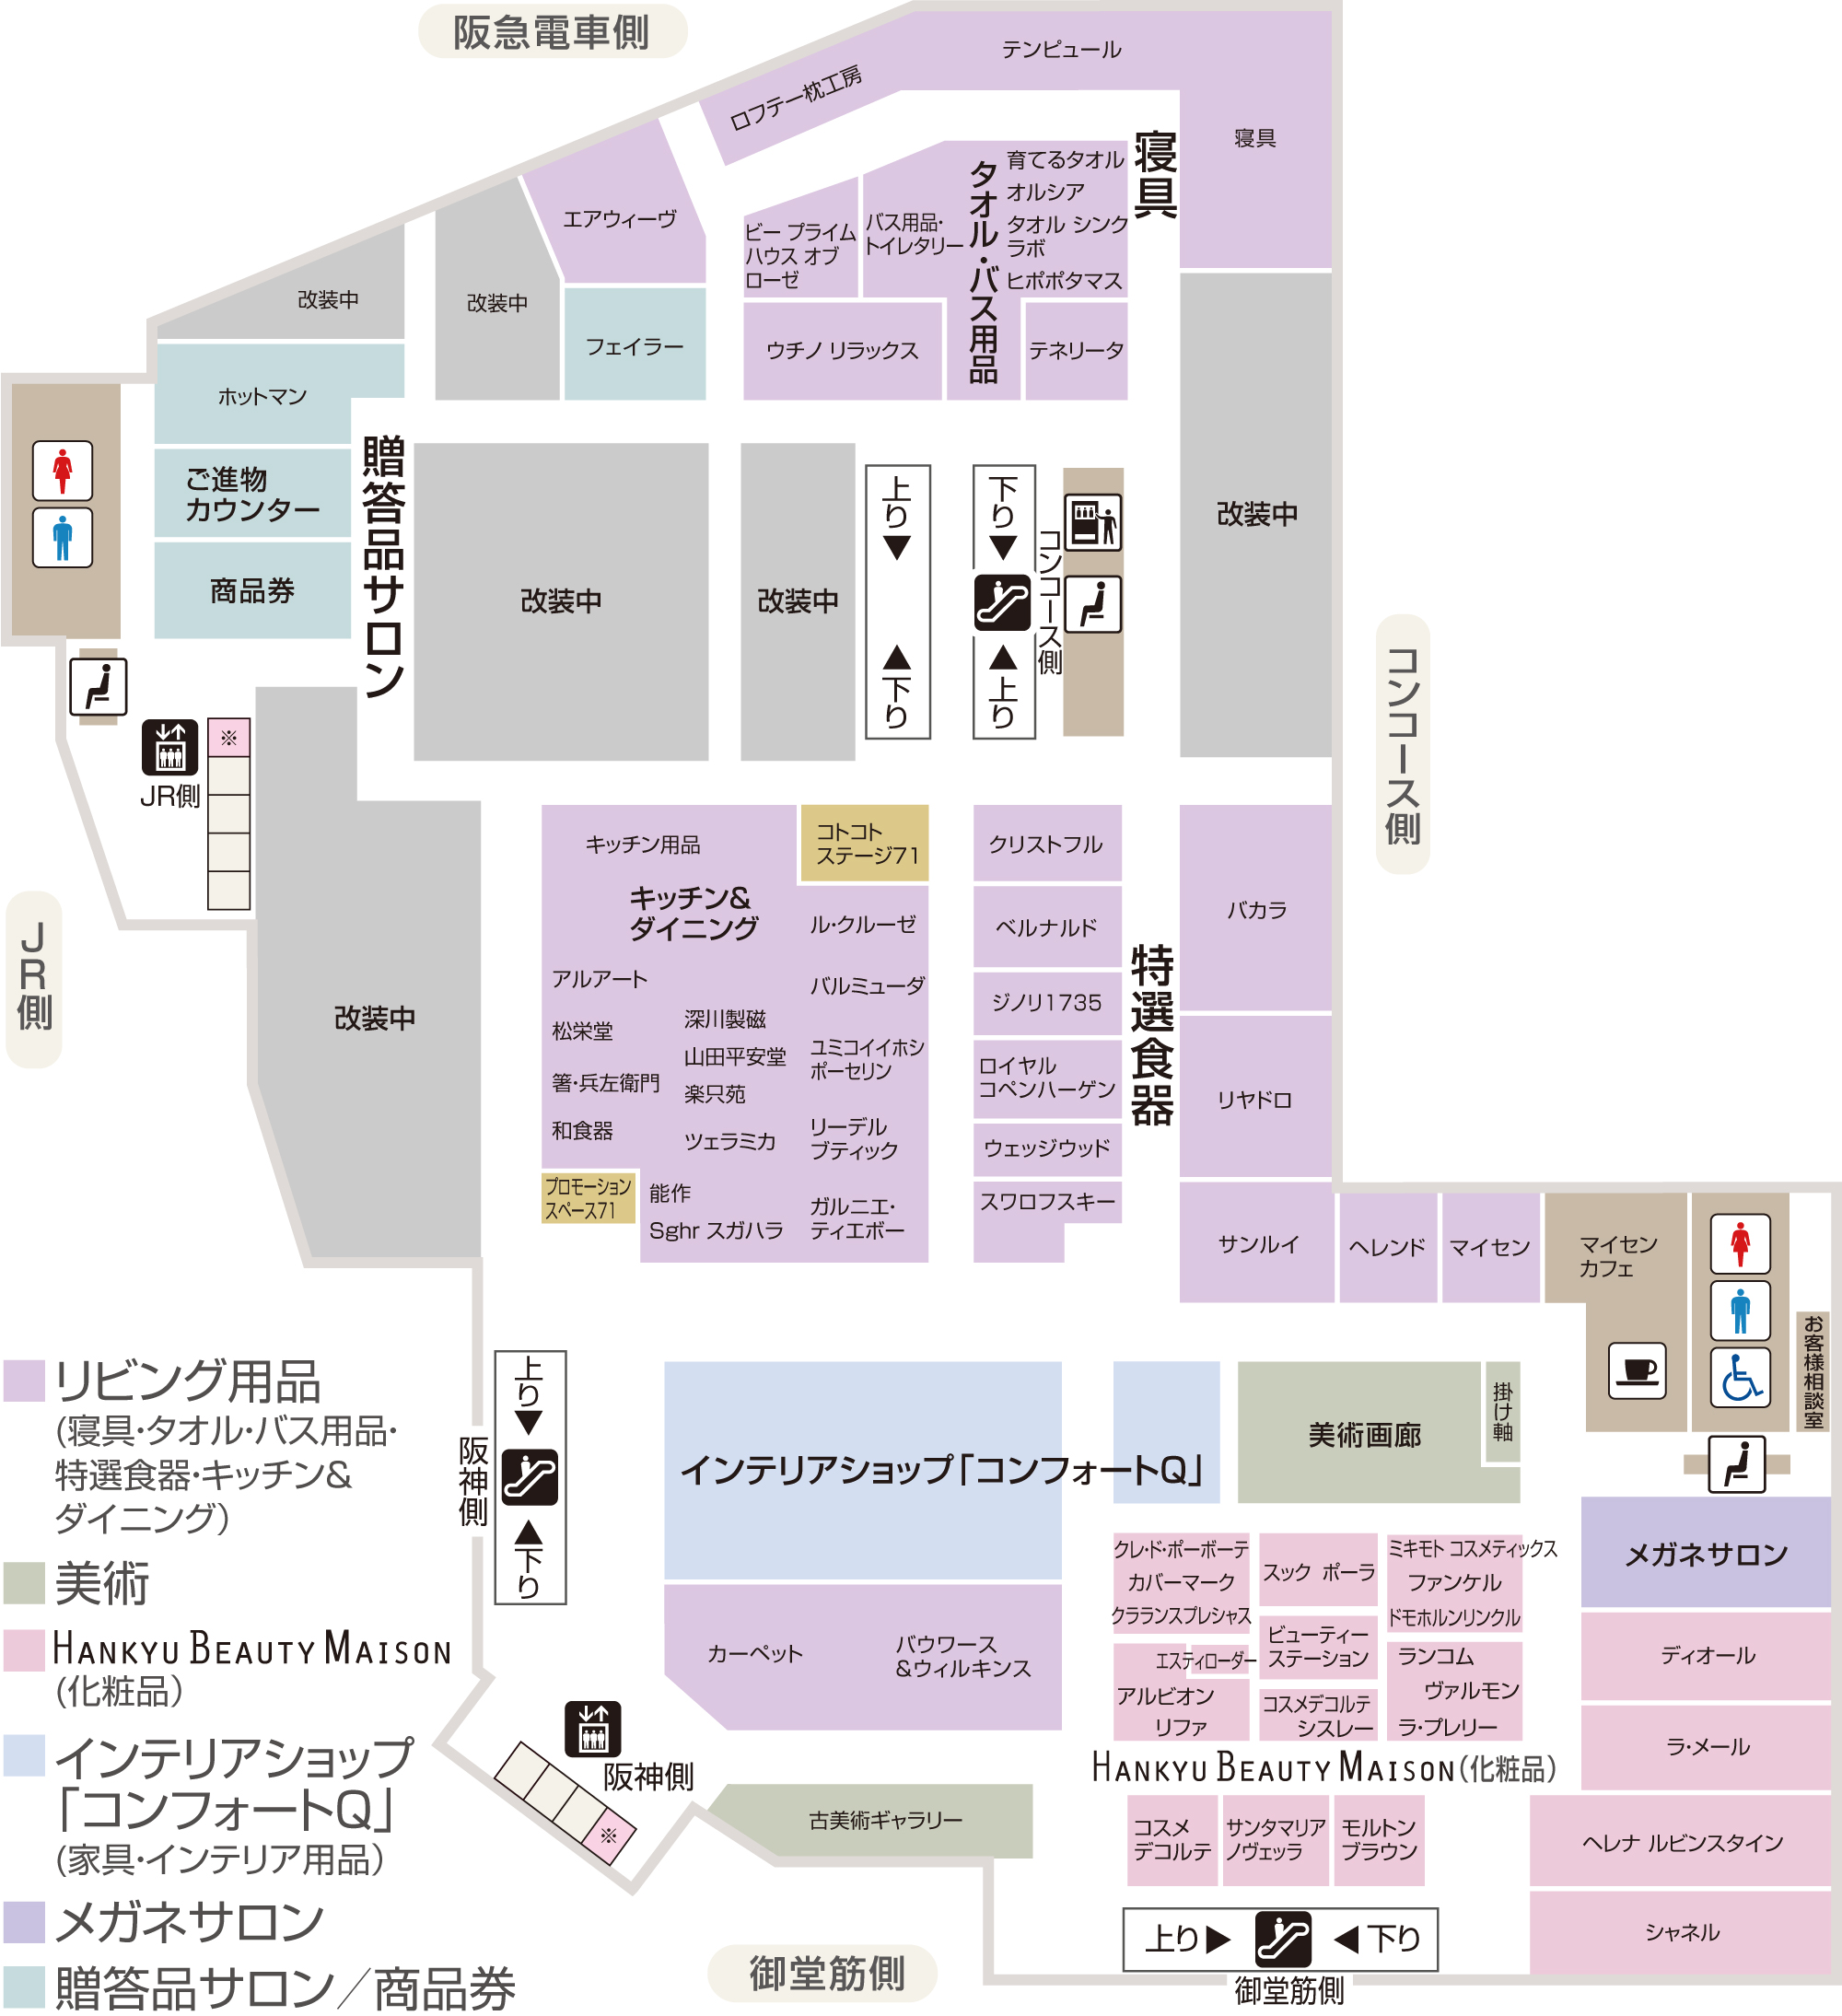 阪急電車側
テンピュール
ロフテー枕工房
寝具
寝具
エアウィーヴ
ビー プライム
ハウス オブ
ローゼ
バス用品・
トイレタリー
タオル・バス用品
育てるタオル
オルシア
タオル シンク
ラボ
ヒポポタマス
改装中
改装中
フェイラー
ウチノ リラックス
テネリータ
ホットマン
ご進物
カウンター
商品券
贈答品サロン
改装中
改装中
上り
下り
下り
上り
コンコース側
改装中
コンコース側
※
JR側
JR側
改装中
キッチン用品
コトコト
ステージ71
キッチン&
ダイニング
ル・クルーゼ
アルアート
バルミューダ
松栄堂
深川製磁
山田平安堂
ユミコイイホシ
ポーセリン
箸・兵左衛門
楽只苑
和食器
ツェラミカ
リーデル
ブティック
プロモーション
スペース71
能作
Sghr スガハラ
ガルニエ・
ティエボー
クリストフル
ベルナルド
ジノリ1735
ロイヤル
コペンハーゲン
ウェッジウッド
スワロフスキー
特選食器
バカラ
リヤドロ
サンルイ
ヘレンド
マイセン
マイセン
カフェ
お客様相談室
リビング用品
(寝具・タオル・バス用品・
特選食器・キッチン&
ダイニング)
美術
HANKYU BEAUTY MAISON
(化粧品)
インテリアショップ
「コンフォートQ」
(家具・インテリア用品)
メガネサロン
贈答品サロン／商品券
上り
下り
阪神側
インテリアショップ「コンフォートQ」
美術画廊
掛け軸
カーペット
バウワース
&ウィルキンス
阪神側
※
古美術ギャラリー
クレ・ド・ポーボーテ
カバーマーク
クラランスプレシャス
スック ポーラ
ミキモト コスメティックス
ファンケル
ドモホルンリンクル
エスティローダー
アルビオン
リファ
ビューティー
ステーション
コスメデコルテ
シスレー
ランコム
ヴァルモン
ラ・プレリー
HANKYU BEAUTY MAISON(化粧品)
コスメ
デコルテ
サンタマリア
ノヴェッラ
モルトン
ブラウン
メガネサロン
ディオール
ラ・メール
ヘレナ ルビンスタイン
シャネル
上り
下り
御堂筋側
御堂筋側